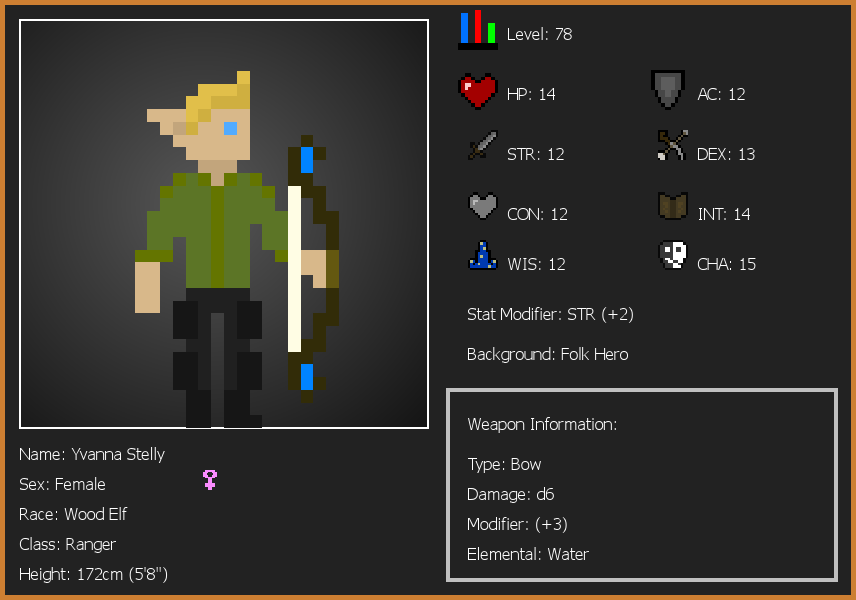 Level: 78
HP: 14
AC: 12
STR: 12
DEX: 13
CON: 12
INT: 14
WIS: 12
CHA: 15
Stat Modifier: STR (+2)
Background: Folk Hero
Name: Yvanna Stelly
Sex: Female
Race: Wood Elf
Class: Ranger
Height: 172cm (5'8")
Weapon Information:
Type: Bow
Damage: d6
Modifier: (+3)
Elemental: Water